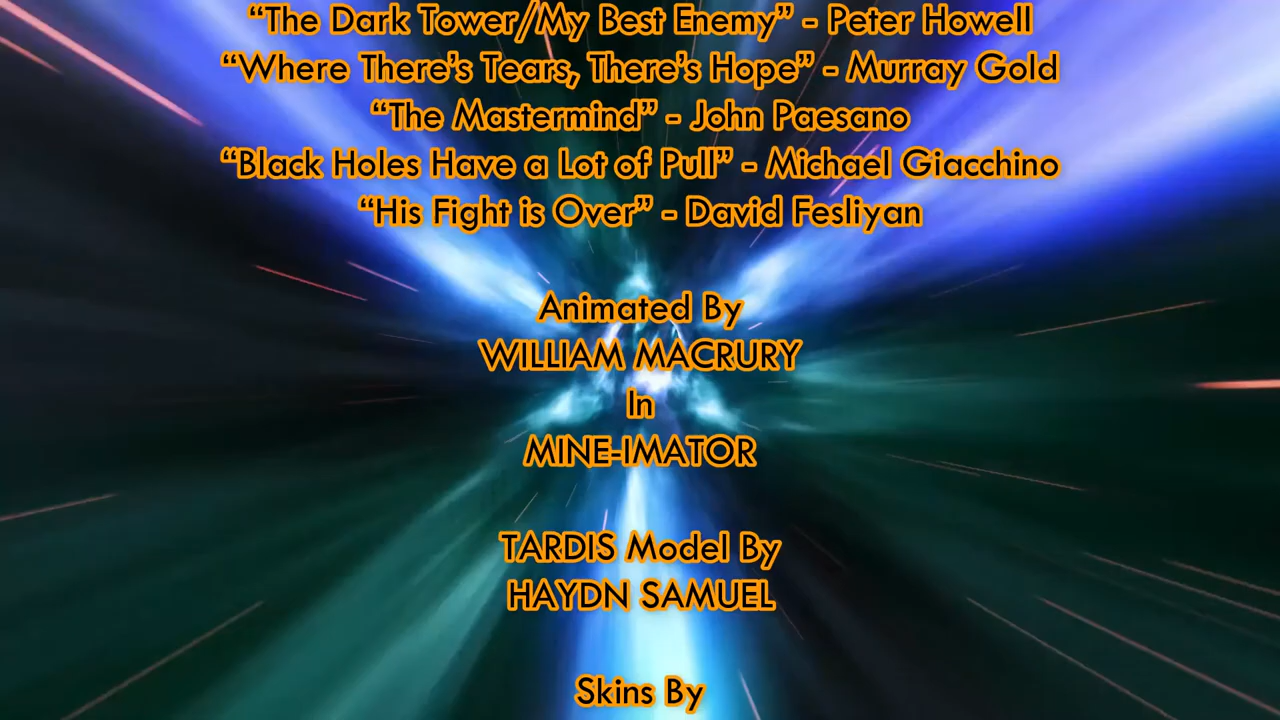 “The Dark Tower/My Best Enemy” - Peter Howell
“Where There’s Tears, There’s Hope” - Murray Gold
“The Mastermind” - John Paesano
“Black Holes Have a Lot of Pull” - Michael Giacchino
“His Fight is Over” - David Fesliyan
Animated By
WILLIAM MACRURY
In
MINE-IMATOR
TARDIS Model By
HAYDN SAMUEL
Skins By